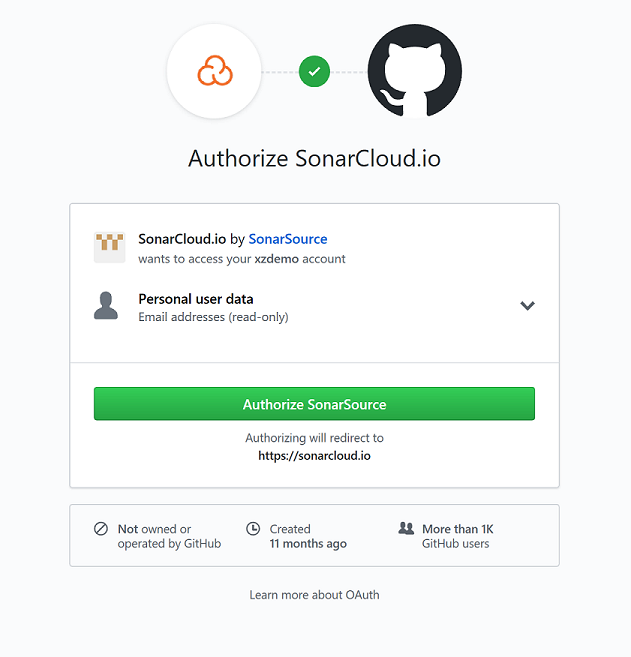 Authorize SonarCloud.io
SonarCloud.io by SonarSource
wants to access your xzdemo account
Personal user data
Email addresses (read-only)
Authorize SonarSource
Authorizing will redirect to
https://sonarcloud.io
Not owned or
operated by GitHub
Created
11 months ago
More than 1K
GitHub users
Learn more about OAuth